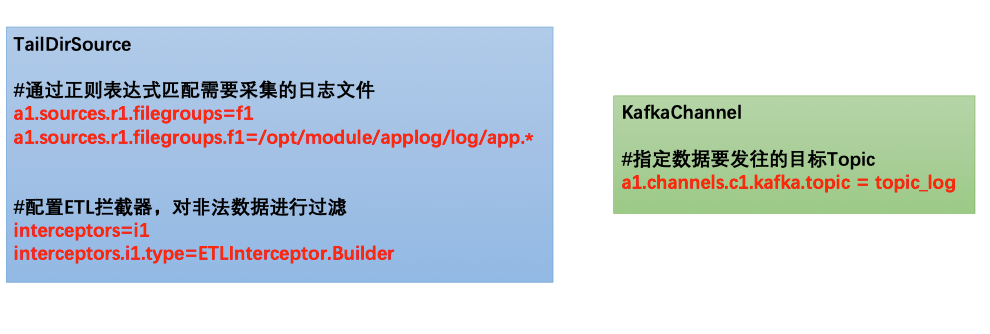 TailDirSource
#通过正则表达式匹配需要采集的日志文件
a1.sources.r1.filegroups=f1
a1.sources.r1.filegroups.f1=/opt/module/applog/log/app.*
#配置ETL拦截器，对非法数据进行过滤
interceptors=i1
interceptors.i1.type=ETLInterceptor.Builder
KafkaChannel
#指定数据要发往的目标Topic
a1.channels.c1.kafka.topic = topic_log